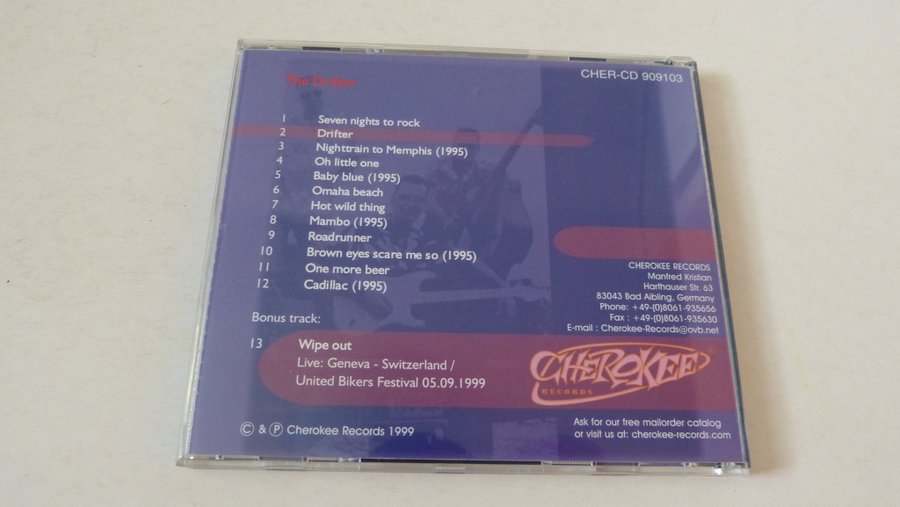 The Drifter
CHER-CD 909103
1 Seven nights to rock
2 Drifter
3 Nighttrain to Memphis (1995)
4 Oh little one
5 Baby blue (1995)
6 Omaha beach
7 Hot wild thing
8 Mambo (1995)
9 Roadrunner
10 Brown eyes scare me so (1995)
11 One more beer
12 Cadillac (1995)
Bonus track:
13 Wipe out
Live: Geneva - Switzerland /
United Bikers Festival 05.09.1999
© & ℗ Cherokee Records 1999
CHEROKEE RECORDS
Manfred Kristian
Harthauser Str. 63
83043 Bad Aibling, Germany
Phone: +49-(0)8061-935656
Fax : +49-(0)8061-935630
E-mail : Cherokee-Records@ovb.net
CHEROKEE
RECORDS
Ask for our free mailorder catalog
or visit us at: cherokee-records.com